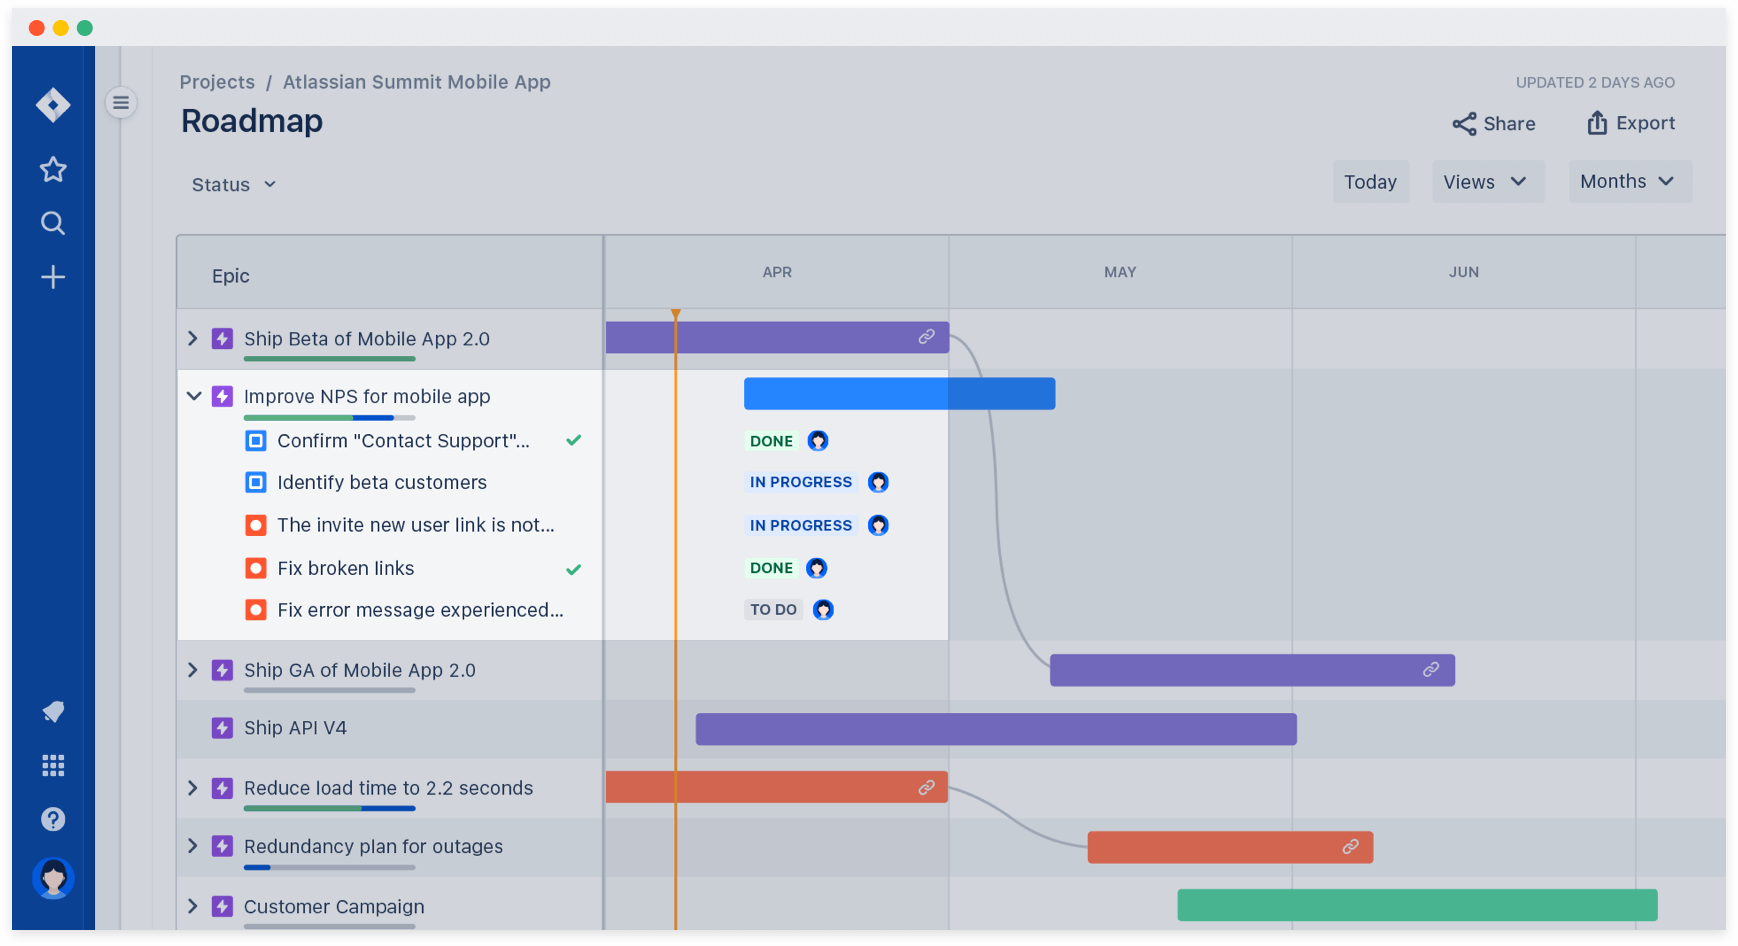 Projects / Atlassian Summit Mobile App
UPDATED 2 DAYS AGO
Roadmap
Share
Export
Status
Today
Views
Months
Epic
APR
MAY
JUN
Ship Beta of Mobile App 2.0
Improve NPS for mobile app
Confirm "Contact Support"...
DONE
Identify beta customers
IN PROGRESS
The invite new user link is not...
IN PROGRESS
Fix broken links
DONE
Fix error message experienced...
TO DO
Ship GA of Mobile App 2.0
Ship API V4
Reduce load time to 2.2 seconds
Redundancy plan for outages
Customer Campaign